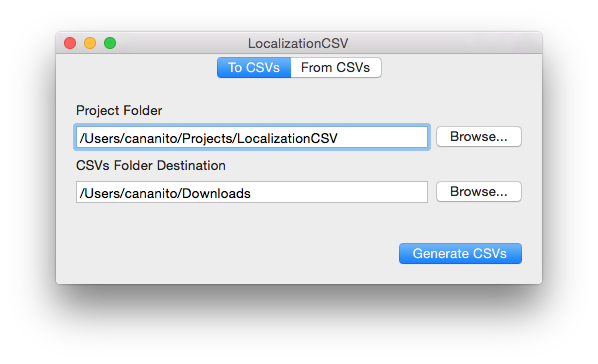 LocalizationCSV
To CSVs From CSVs
Project Folder
/Users/cananito/Projects/LocalizationCSV Browse...
CSVs Folder Destination
/Users/cananito/Downloads Browse...
Generate CSVs